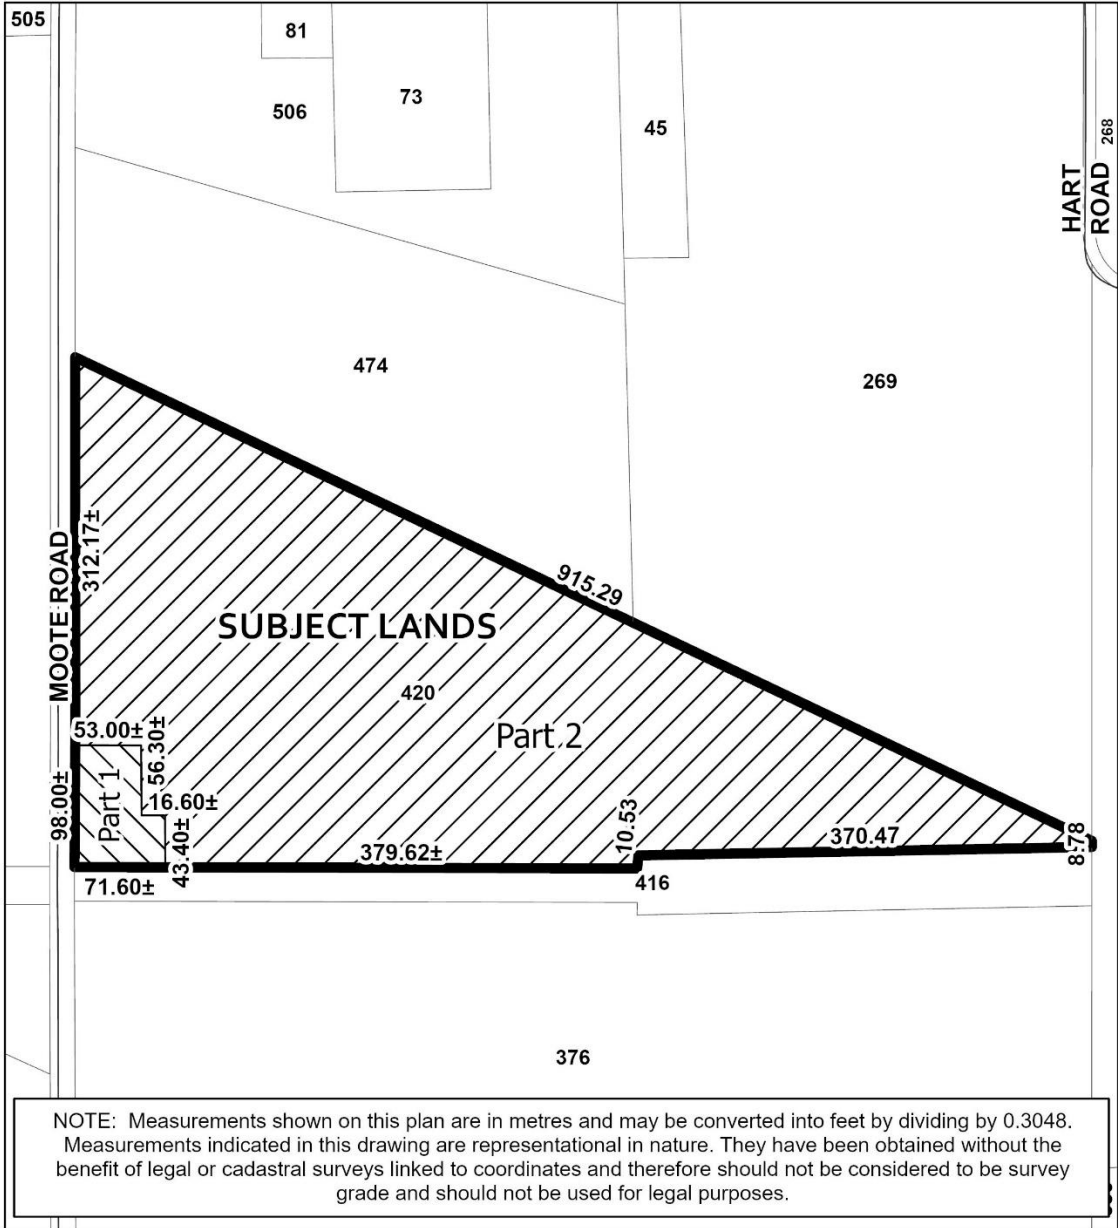 505
81
73
506
45
268
HART
ROAD
474
269
MOOTE ROAD
312.17±
915.29
SUBJECT LANDS
420
Part 2
53.00±
56.30±
Part 1
98.00±
16.60±
43.40±
10.53
370.47
8.78
379.62±
71.60±
416
376
NOTE: Measurements shown on this plan are in metres and may be converted into feet by dividing by 0.3048.
Measurements indicated in this drawing are representational in nature. They have been obtained without the
benefit of legal or cadastral surveys linked to coordinates and therefore should not be considered to be survey
grade and should not be used for legal purposes.